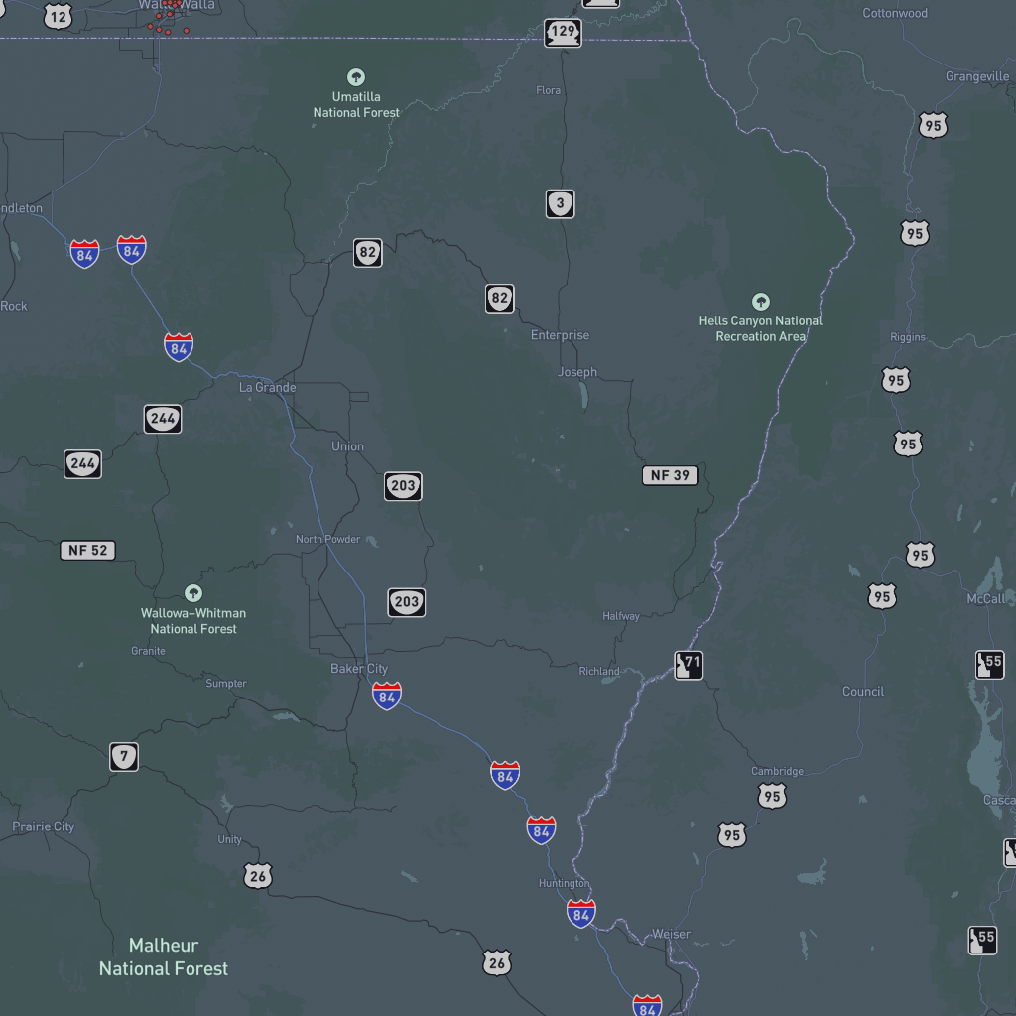 12
Walla Walla
129
Cottonwood
Grangeville
Flora
Umatilla
National Forest
95
ndleton
3
95
84
84
82
82
Hells Canyon National
Recreation Area
Rock
Enterprise
Riggins
84
Joseph
95
La Grande
244
95
Union
244
NF 39
203
North Powder
NF 52
95
McCall
95
203
Wallowa-Whitman
National Forest
Halfway
Granite
71
55
Baker City
Richland
Sumpter
84
Council
7
84
Cambridge
95
Casca
Prairie City
84
95
Unity
26
Huntington
84
Weiser
55
Malheur
National Forest
26
84